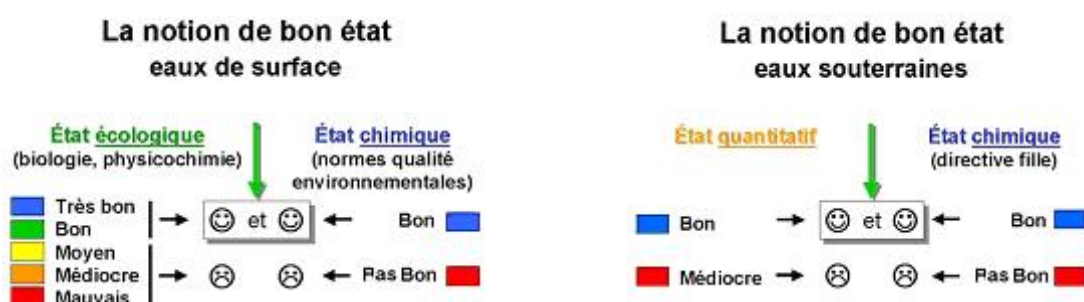 La notion de bon état
eaux de surface
État écologique
(biologie, physicochimie)
État chimique
(normes qualité
environnementales)
Très bon
Bon
Moyen
Médiocre
Mauvais
et
Bon
Pas Bon
La notion de bon état
eaux souterraines
État quantitatif
État chimique
(directive fille)
Bon
et
Bon
Médiocre
Pas Bon